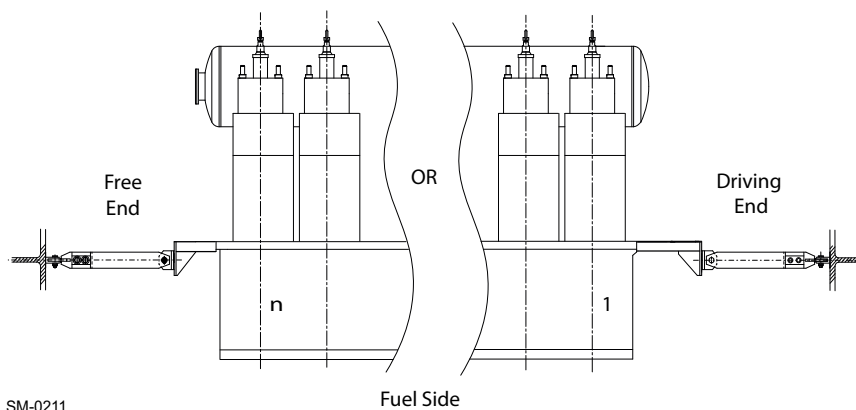 OR
Free
End
Driving
End
n
1
Fuel Side
SM-0211